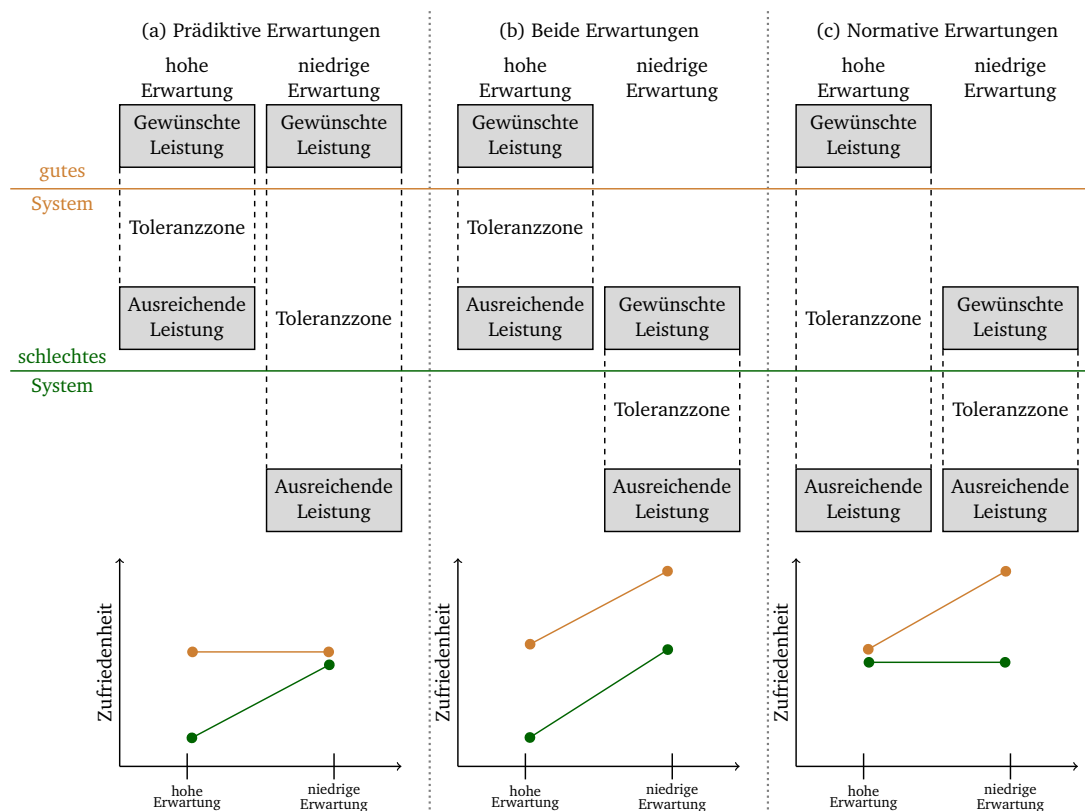 (a) Prädiktive Erwartungen
hohe
Erwartung
niedrige
Erwartung
Gewünschte
Leistung
Gewünschte
Leistung
gutes
System
Toleranzzone
Ausreichende
Leistung
Toleranzzone
schlechtes
System
Ausreichende
Leistung
Zufriedenheit
hohe
Erwartung
niedrige
Erwartung
(b) Beide Erwartungen
hohe
Erwartung
niedrige
Erwartung
Gewünschte
Leistung
Toleranzzone
Ausreichende
Leistung
Gewünschte
Leistung
Toleranzzone
Ausreichende
Leistung
Zufriedenheit
hohe
Erwartung
niedrige
Erwartung
(c) Normative Erwartungen
hohe
Erwartung
niedrige
Erwartung
Gewünschte
Leistung
Toleranzzone
Gewünschte
Leistung
Toleranzzone
Ausreichende
Leistung
Ausreichende
Leistung
Zufriedenheit
hohe
Erwartung
niedrige
Erwartung